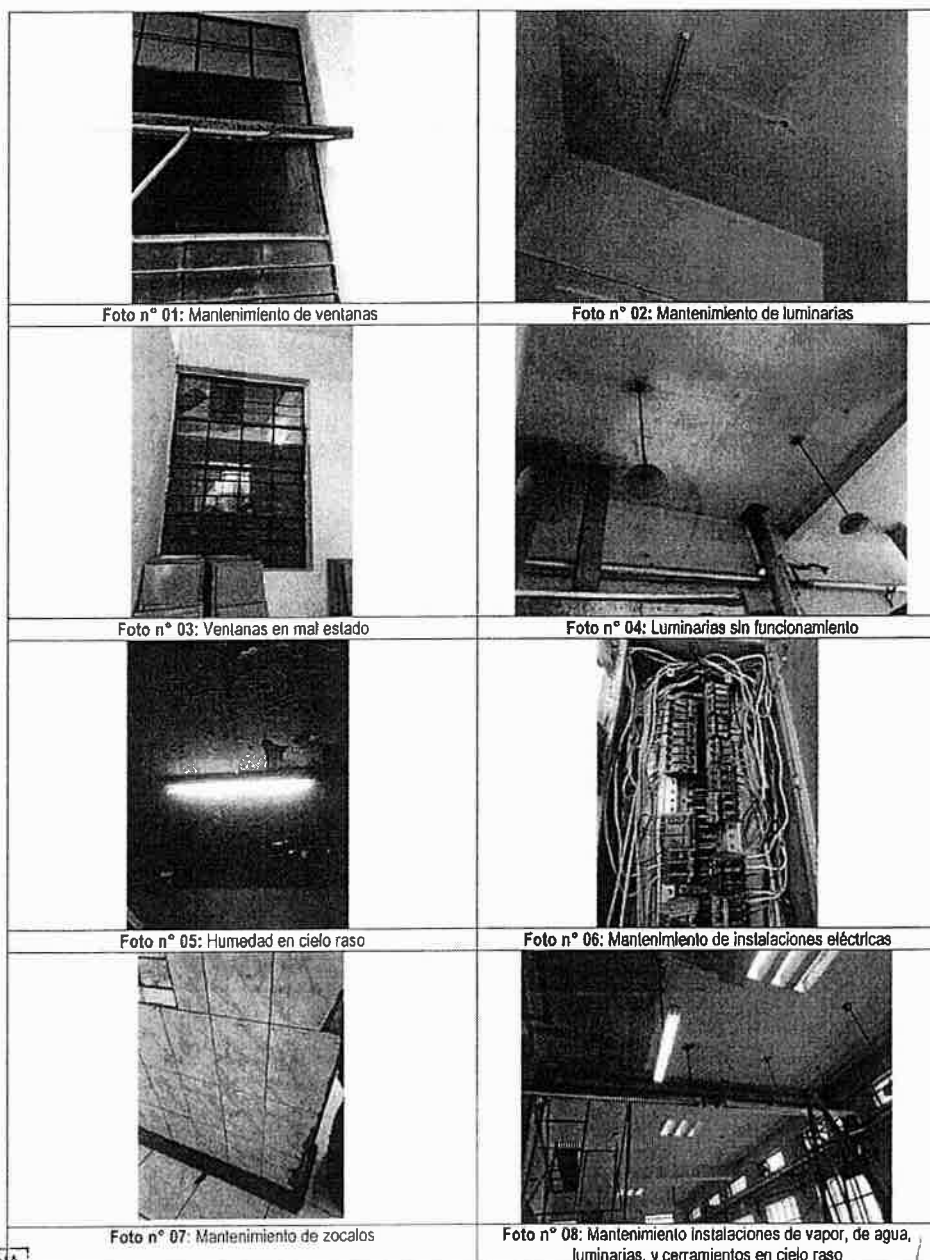 Foto n° 01: Mantenimiento de ventanas
Foto n° 02: Mantenimiento de luminarias
Foto n° 03: Ventanas en mal estado
Foto n° 04: Luminarias sin funcionamiento
Foto n° 05: Humedad en cielo raso
Foto n° 06: Mantenimiento de instalaciones eléctricas
Foto n° 07: Mantenimiento de zocalos
Foto n° 08: Mantenimiento instalaciones de vapor, de agua,
luminarias, y cerramientos en cielo raso